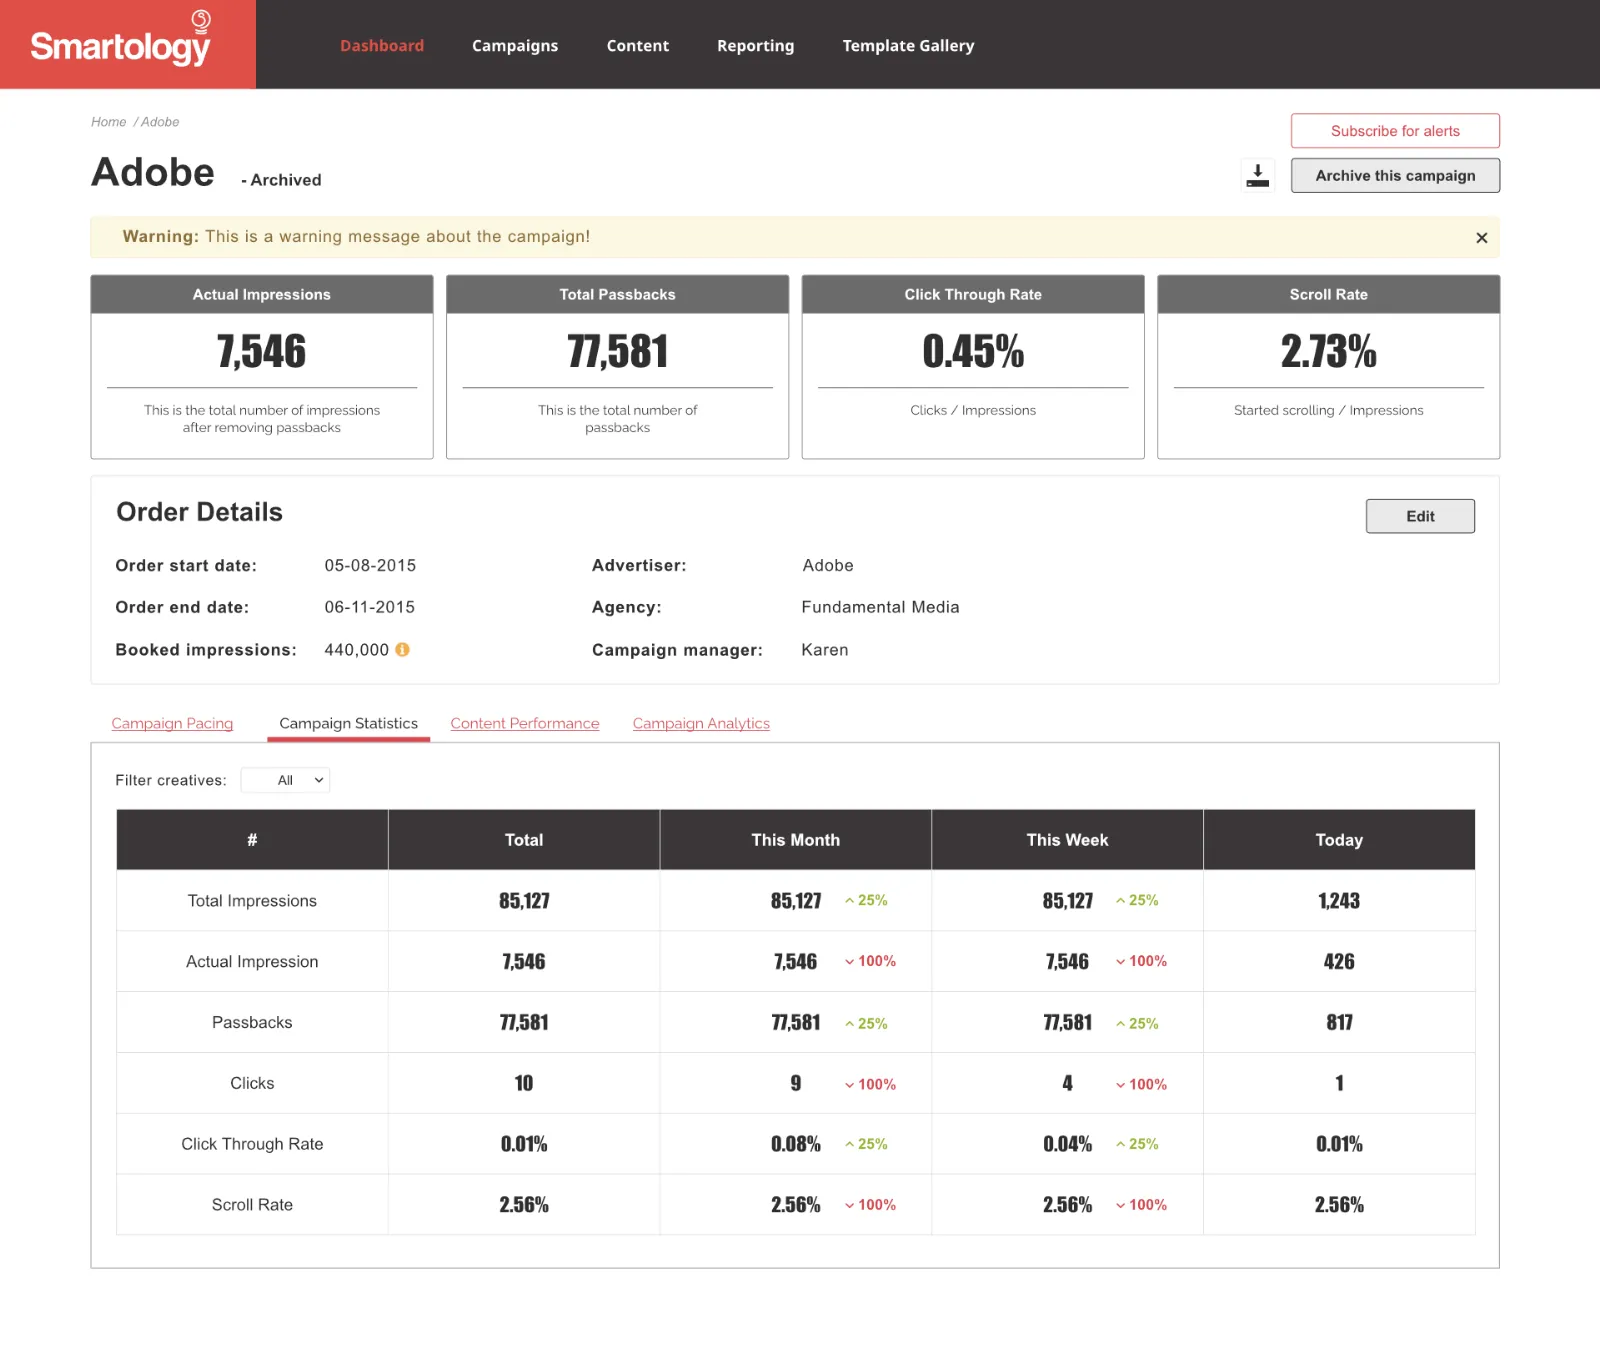 Smartology
Dashboard
Campaigns
Content
Reporting
Template Gallery
Home / Adobe
Subscribe for alerts
Adobe - Archived
Archive this campaign
Warning: This is a warning message about the campaign!
Actual Impressions
7,546
This is the total number of impressions
after removing passbacks
Total Passbacks
77,581
This is the total number of
passbacks
Click Through Rate
0.45%
Clicks / Impressions
Scroll Rate
2.73%
Started scrolling / Impressions
Order Details
Edit
Order start date: 05-08-2015
Advertiser: Adobe
Order end date: 06-11-2015
Agency: Fundamental Media
Booked impressions: 440,000
Campaign manager: Karen
Campaign Pacing
Campaign Statistics
Content Performance
Campaign Analytics
Filter creatives: All
# Total This Month This Week Today
Total Impressions 85,127 85,127 25% 85,127 25% 1,243
Actual Impression 7,546 7,546 100% 7,546 100% 426
Passbacks 77,581 77,581 25% 77,581 25% 817
Clicks 10 9 100% 4 100% 1
Click Through Rate 0.01% 0.08% 25% 0.04% 25% 0.01%
Scroll Rate 2.56% 2.56% 100% 2.56% 100% 2.56%